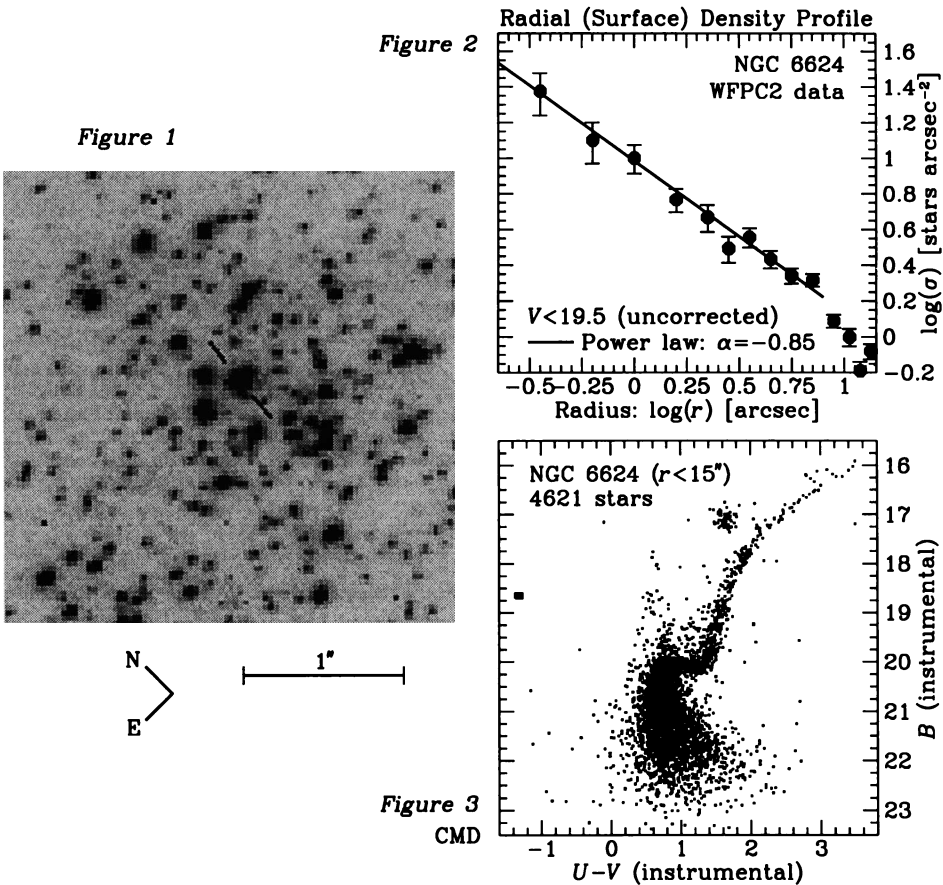 Figure 1
N
E
1"
Figure 2
Radial (Surface) Density Profile
NGC 6624
WFPC2 data
V<19.5 (uncorrected)
Power law: α=−0.85
1.6
1.4
1.2
1
0.8
0.6
0.4
0.2
0
−0.2
log(σ) [stars arcsec⁻²]
−0.5 −0.25 0 0.25 0.5 0.75 1
Radius: log(r) [arcsec]
NGC 6624 (r<15")
4621 stars
16
17
18
19
20
21
22
23
B (instrumental)
Figure 3
CMD
−1 0 1 2 3
U−V (instrumental)